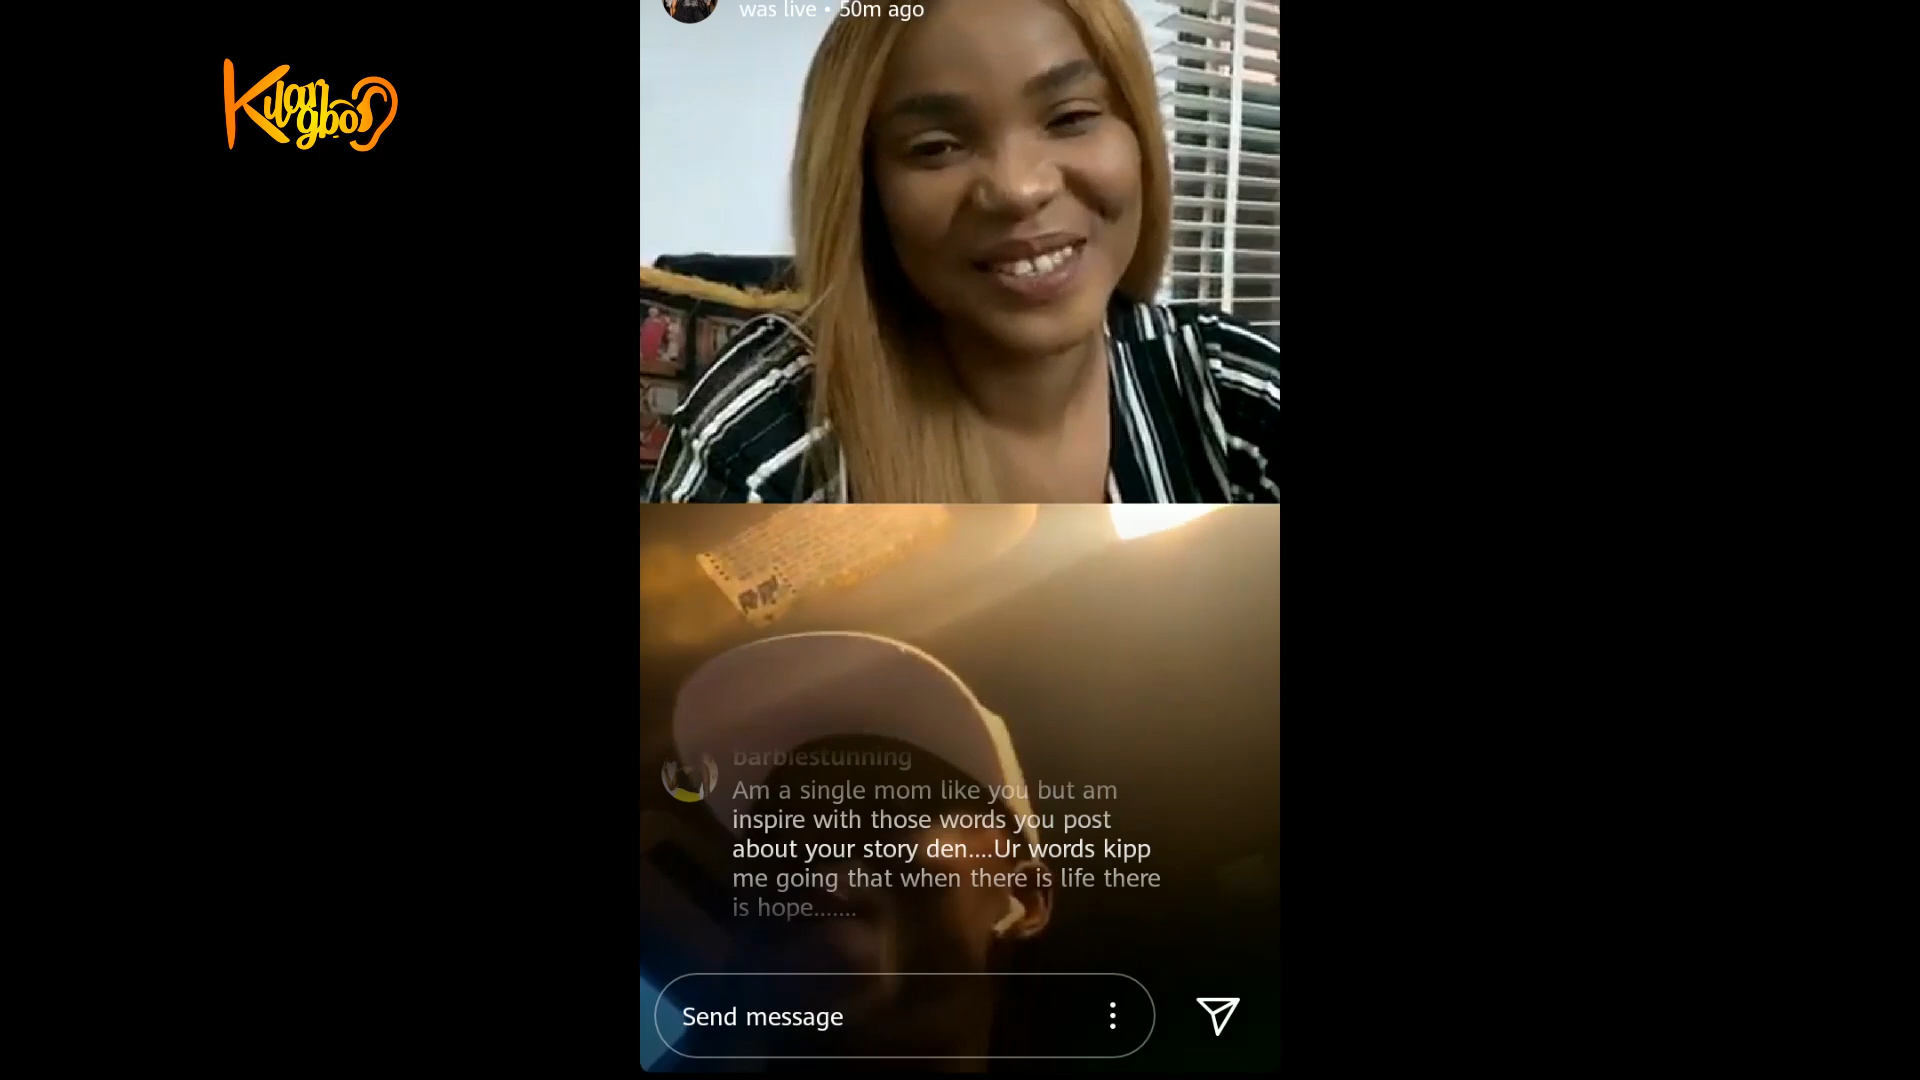 was live • 50m ago
barbiestunning
Am a single mom like you but am
inspire with those words you post
about your story den....Ur words kipp
me going that when there is life there
is hope.......
Send message